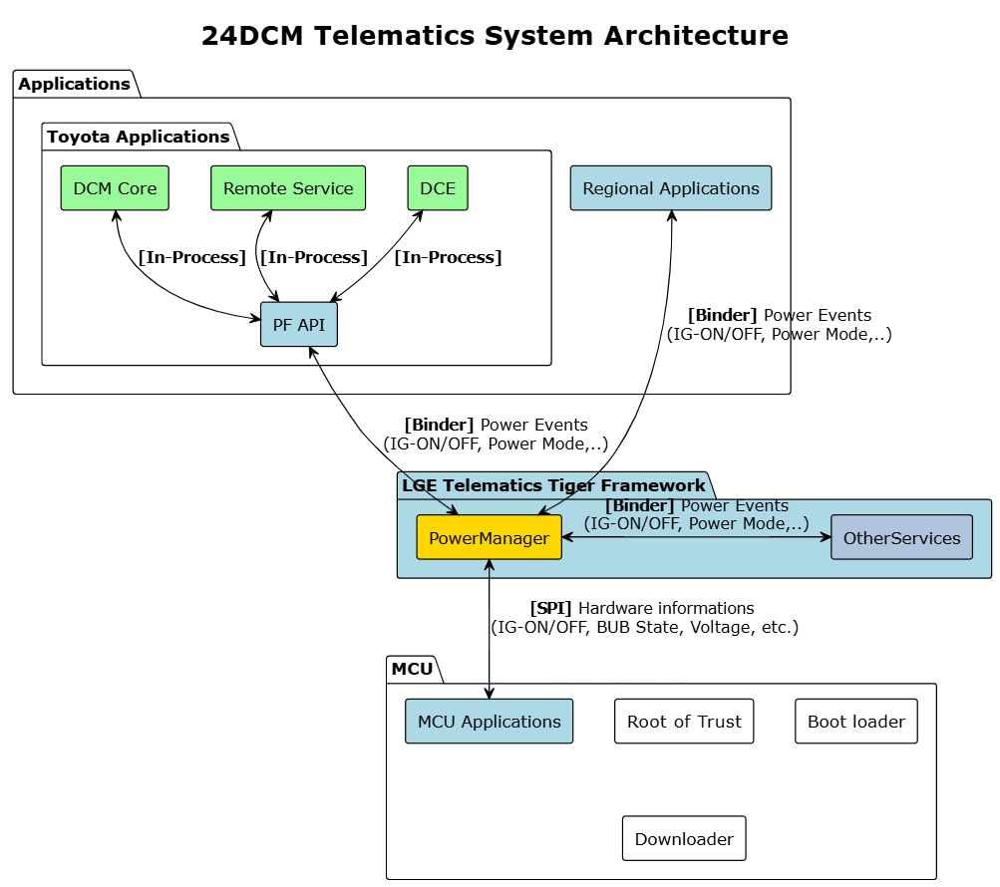 24DCM Telematics System Architecture
Applications
Toyota Applications
DCM Core
Remote Service
DCE
Regional Applications
[In-Process]
[In-Process]
[In-Process]
PF API
[Binder] Power Events
(IG-ON/OFF, Power Mode,..)
[Binder] Power Events
(IG-ON/OFF, Power Mode,..)
LGE Telematics Tiger Framework
[Binder] Power Events
(IG-ON/OFF, Power Mode,..)
PowerManager
OtherServices
[SPI] Hardware informations
(IG-ON/OFF, BUB State, Voltage, etc.)
MCU
MCU Applications
Root of Trust
Boot loader
Downloader